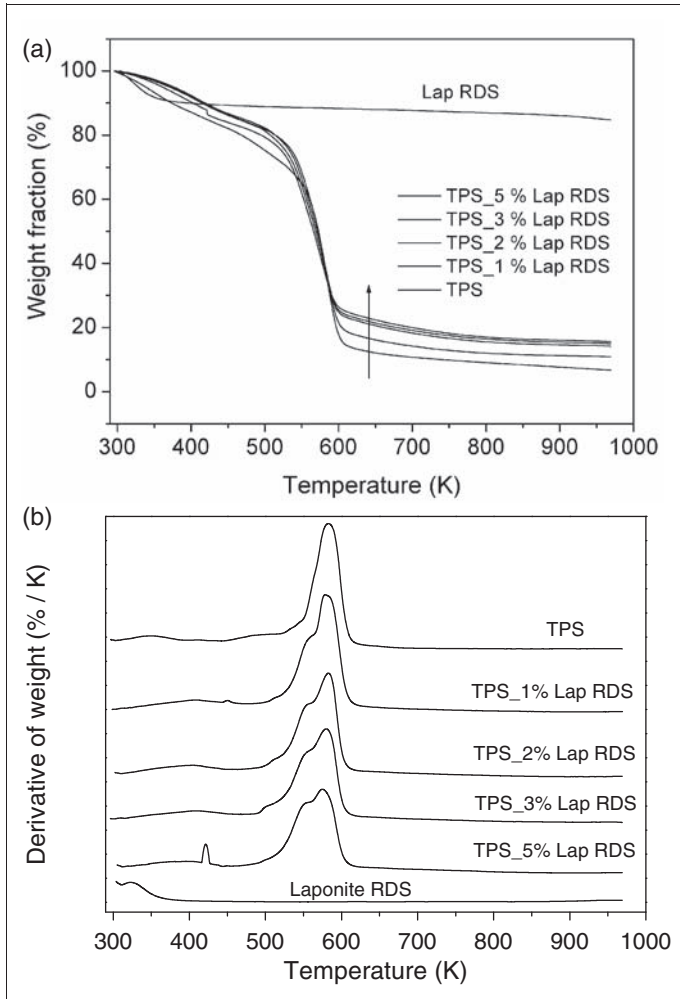 (a)
100
80
60
40
20
0
Weight fraction (%)
Lap RDS
TPS_5 % Lap RDS
TPS_3 % Lap RDS
TPS_2 % Lap RDS
TPS_1 % Lap RDS
TPS
300 400 500 600 700 800 900 1000
Temperature (K)
(b)
Derivative of weight (% / K)
TPS
TPS_1% Lap RDS
TPS_2% Lap RDS
TPS_3% Lap RDS
TPS_5% Lap RDS
Laponite RDS
300 400 500 600 700 800 900 1000
Temperature (K)